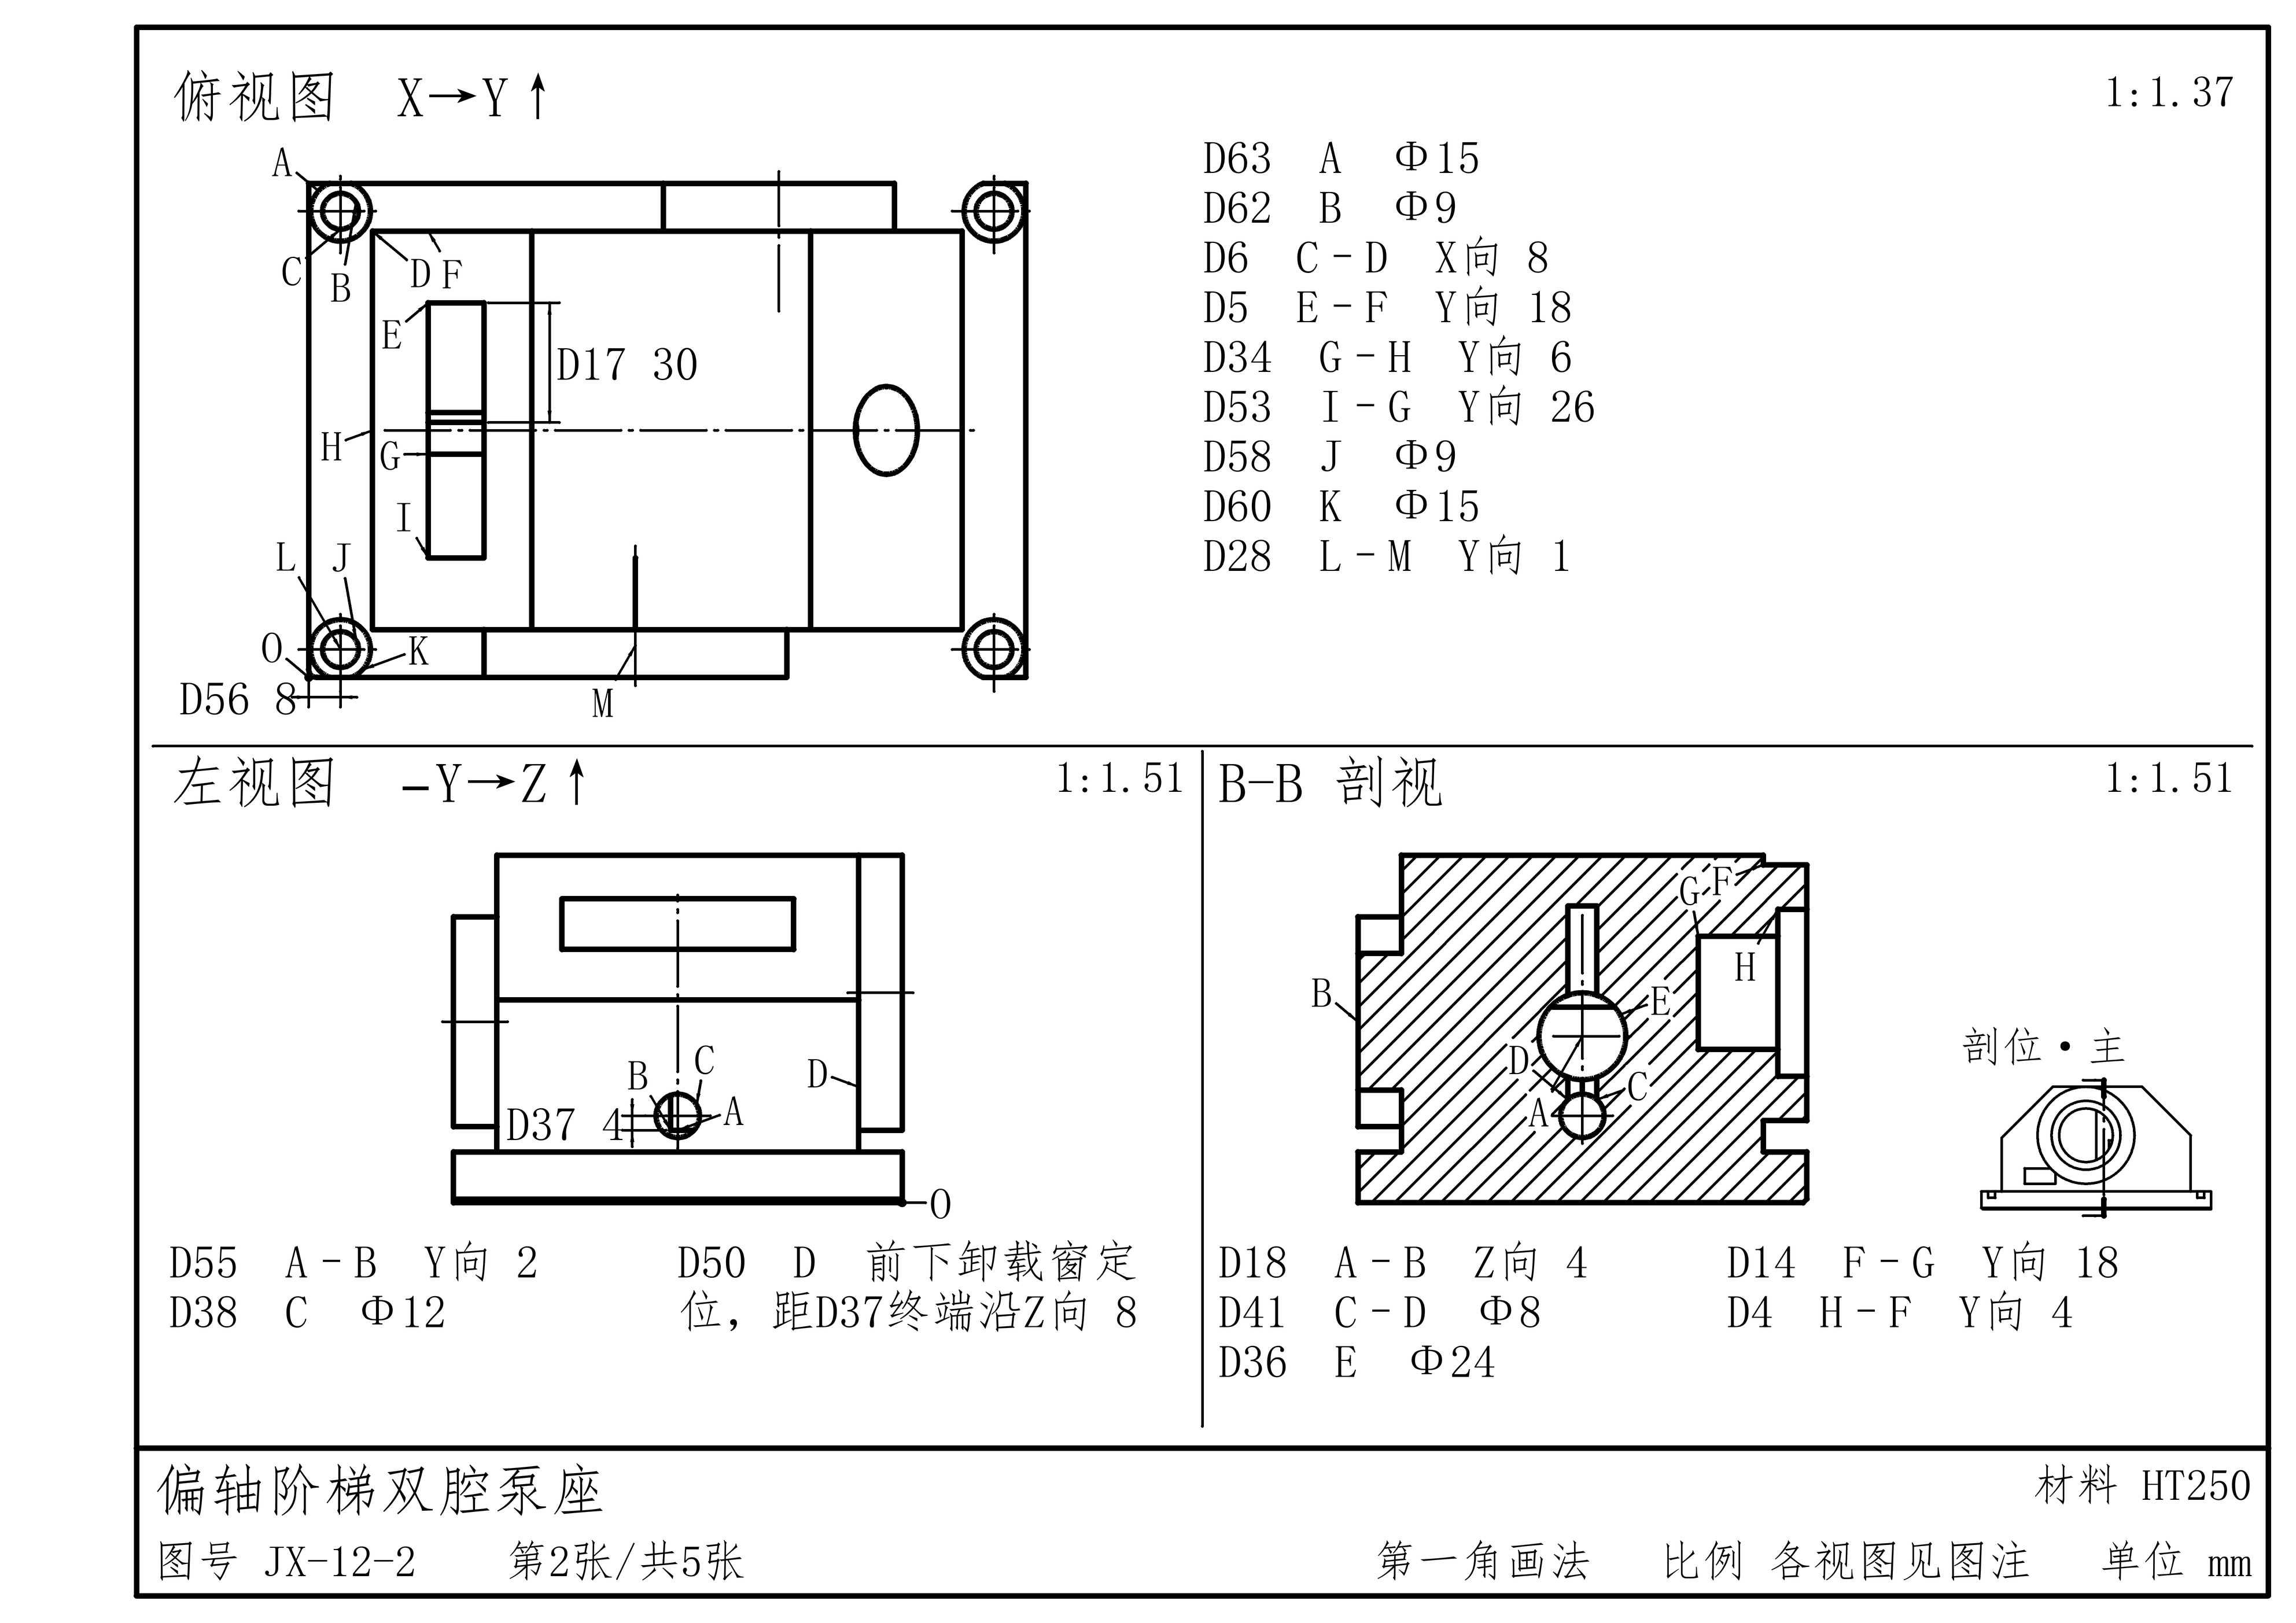 俯视图 X→Y↑ 1:1.37
A
C B D F
E
D17 30
H G
I
L J
O K
D56 8
M
D63 A Φ15
D62 B Φ9
D6 C-D X向 8
D5 E-F Y向 18
D34 G-H Y向 6
D53 I-G Y向 26
D58 J Φ9
D60 K Φ15
D28 L-M Y向 1
左视图 -Y→Z↑ 1:1.51
B C D
D37 4 A
O
D55 A-B Y向 2
D38 C Φ12
D50 D 前下卸载窗定
位，距D37终端沿Z向 8
B-B 剖视 1:1.51
G F
H
B E
D C
A
剖位·主
D18 A-B Z向 4
D41 C-D Φ8
D36 E Φ24
D14 F-G Y向 18
D4 H-F Y向 4
偏轴阶梯双腔泵座 材料 HT250
图号 JX-12-2 第2张/共5张 第一角画法 比例 各视图见图注 单位 mm